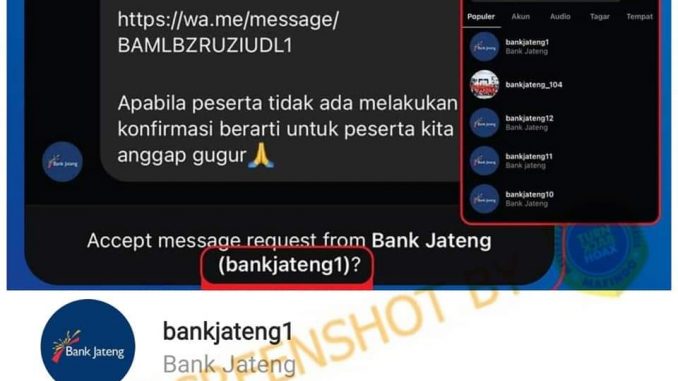 https://wa.me/message/
BAMLBZRUZIUDL1
Apabila peserta tidak ada melakukan
konfirmasi berarti untuk peserta kita
anggap gugur🙏
Bank Jateng
Accept message request from Bank Jateng
(bankjateng1)?
Populer Akun Audio Tagar Tempat
bankjateng1
Bank Jateng
bankjateng_104
bankjateng12
Bank Jateng
bankjateng11
Bank jateng
bankjateng10
Bank Jateng
TURN BACK HOAX
MAFINDO
SCREENSHOT BY
Bank Jateng
bankjateng1
Bank Jateng